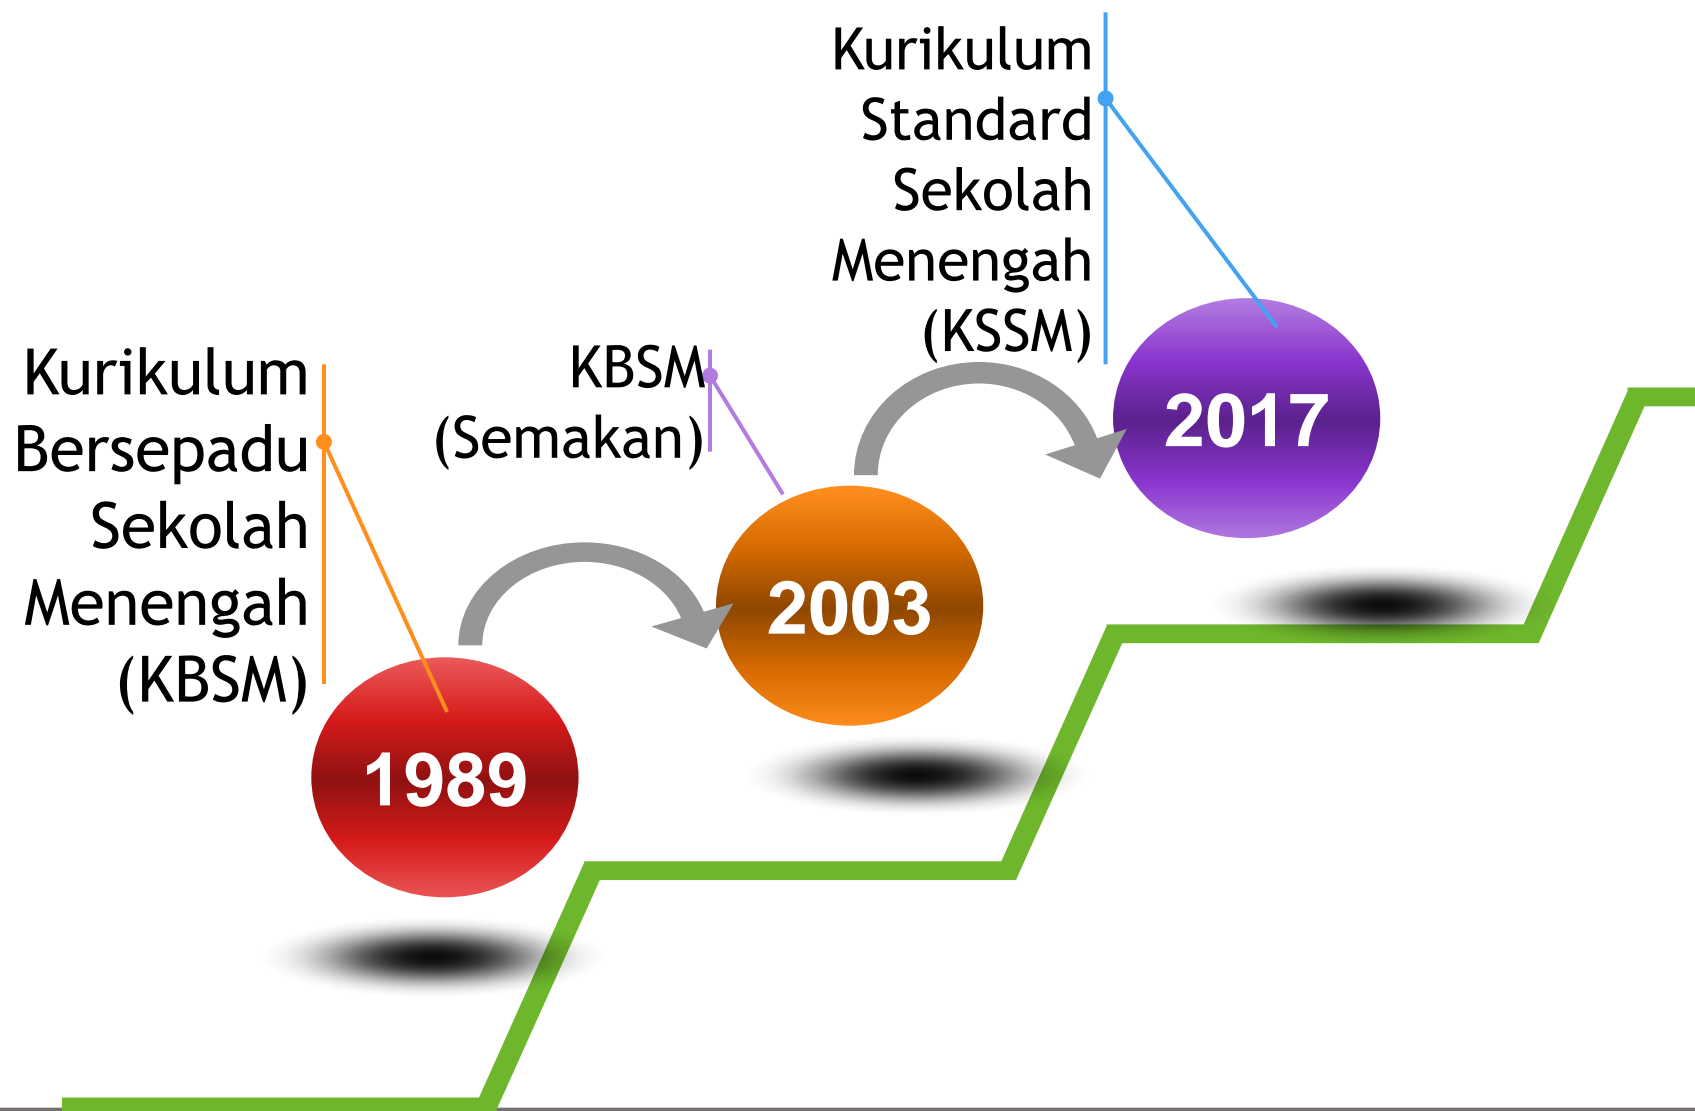 Kurikulum
Bersepadu
Sekolah
Menengah
(KBSM)
1989
KBSM
(Semakan)
2003
Kurikulum
Standard
Sekolah
Menengah
(KSSM)
2017